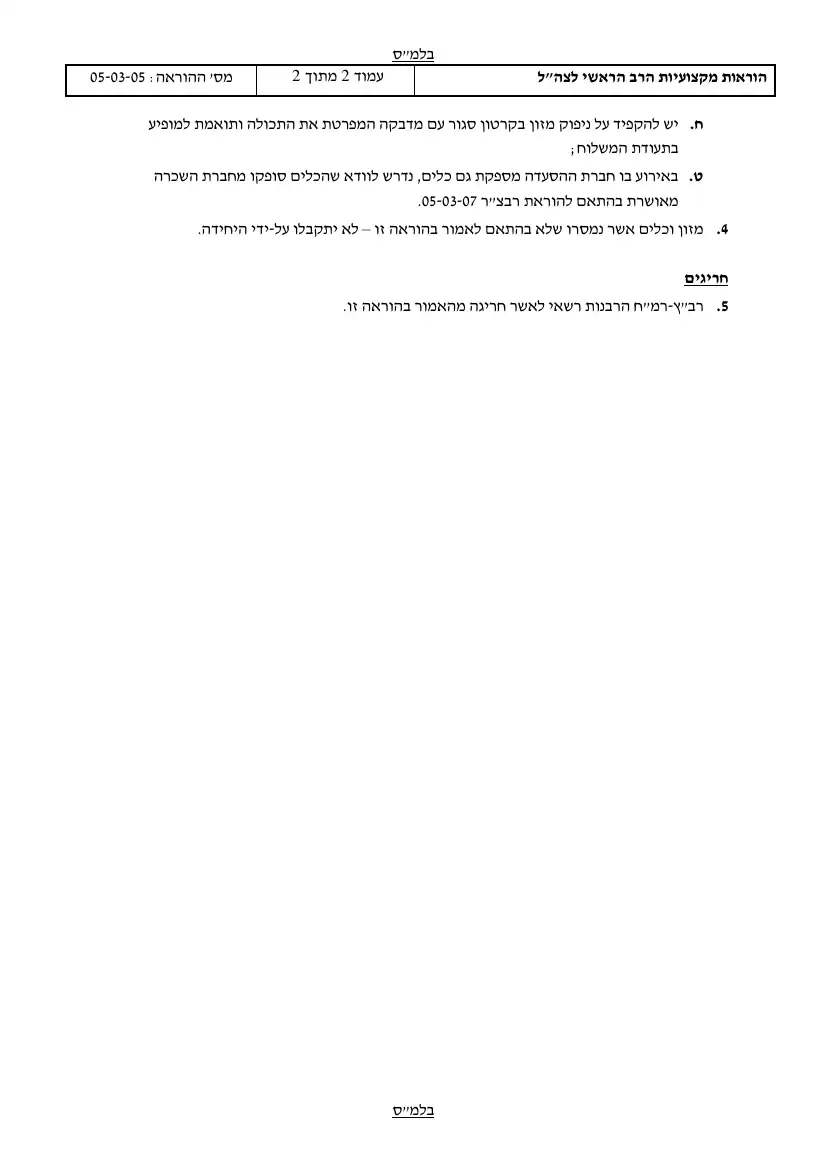 בלמ"ס
הוראות מקצועיות הרב הראשי לצה"ל עמוד 2 מתוך 2 מס' ההוראה : 05-03-05
ח. יש להקפיד על ניפוק מזון בקרטון סגור עם מדבקה המפרטת את התכולה ותואמת למופיע
בתעודת המשלוח;
ט. באירוע בו חברת ההסעדה מספקת גם כלים, נדרש לוודא שהכלים סופקו מחברת השכרה
מאושרת בהתאם להוראת רבצ"ר 05-03-07.
4. מזון וכלים אשר נמסרו שלא בהתאם לאמור בהוראה זו – לא יתקבלו על-ידי היחידה.
חריגים
5. רב"ץ-רמ"ח הרבנות רשאי לאשר חריגה מהאמור בהוראה זו.
בלמ"ס